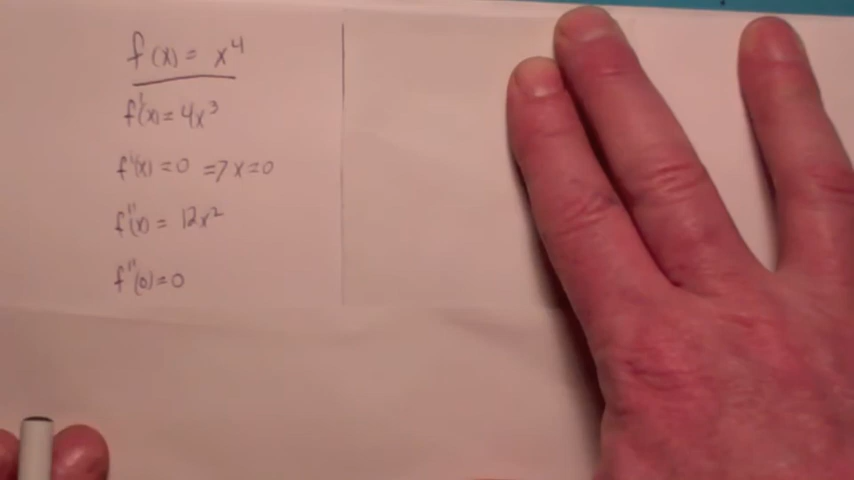 f(x) = x⁴
f'(x) = 4x³
f'(x) = 0 => x = 0
f''(x) = 12x²
f''(0) = 0